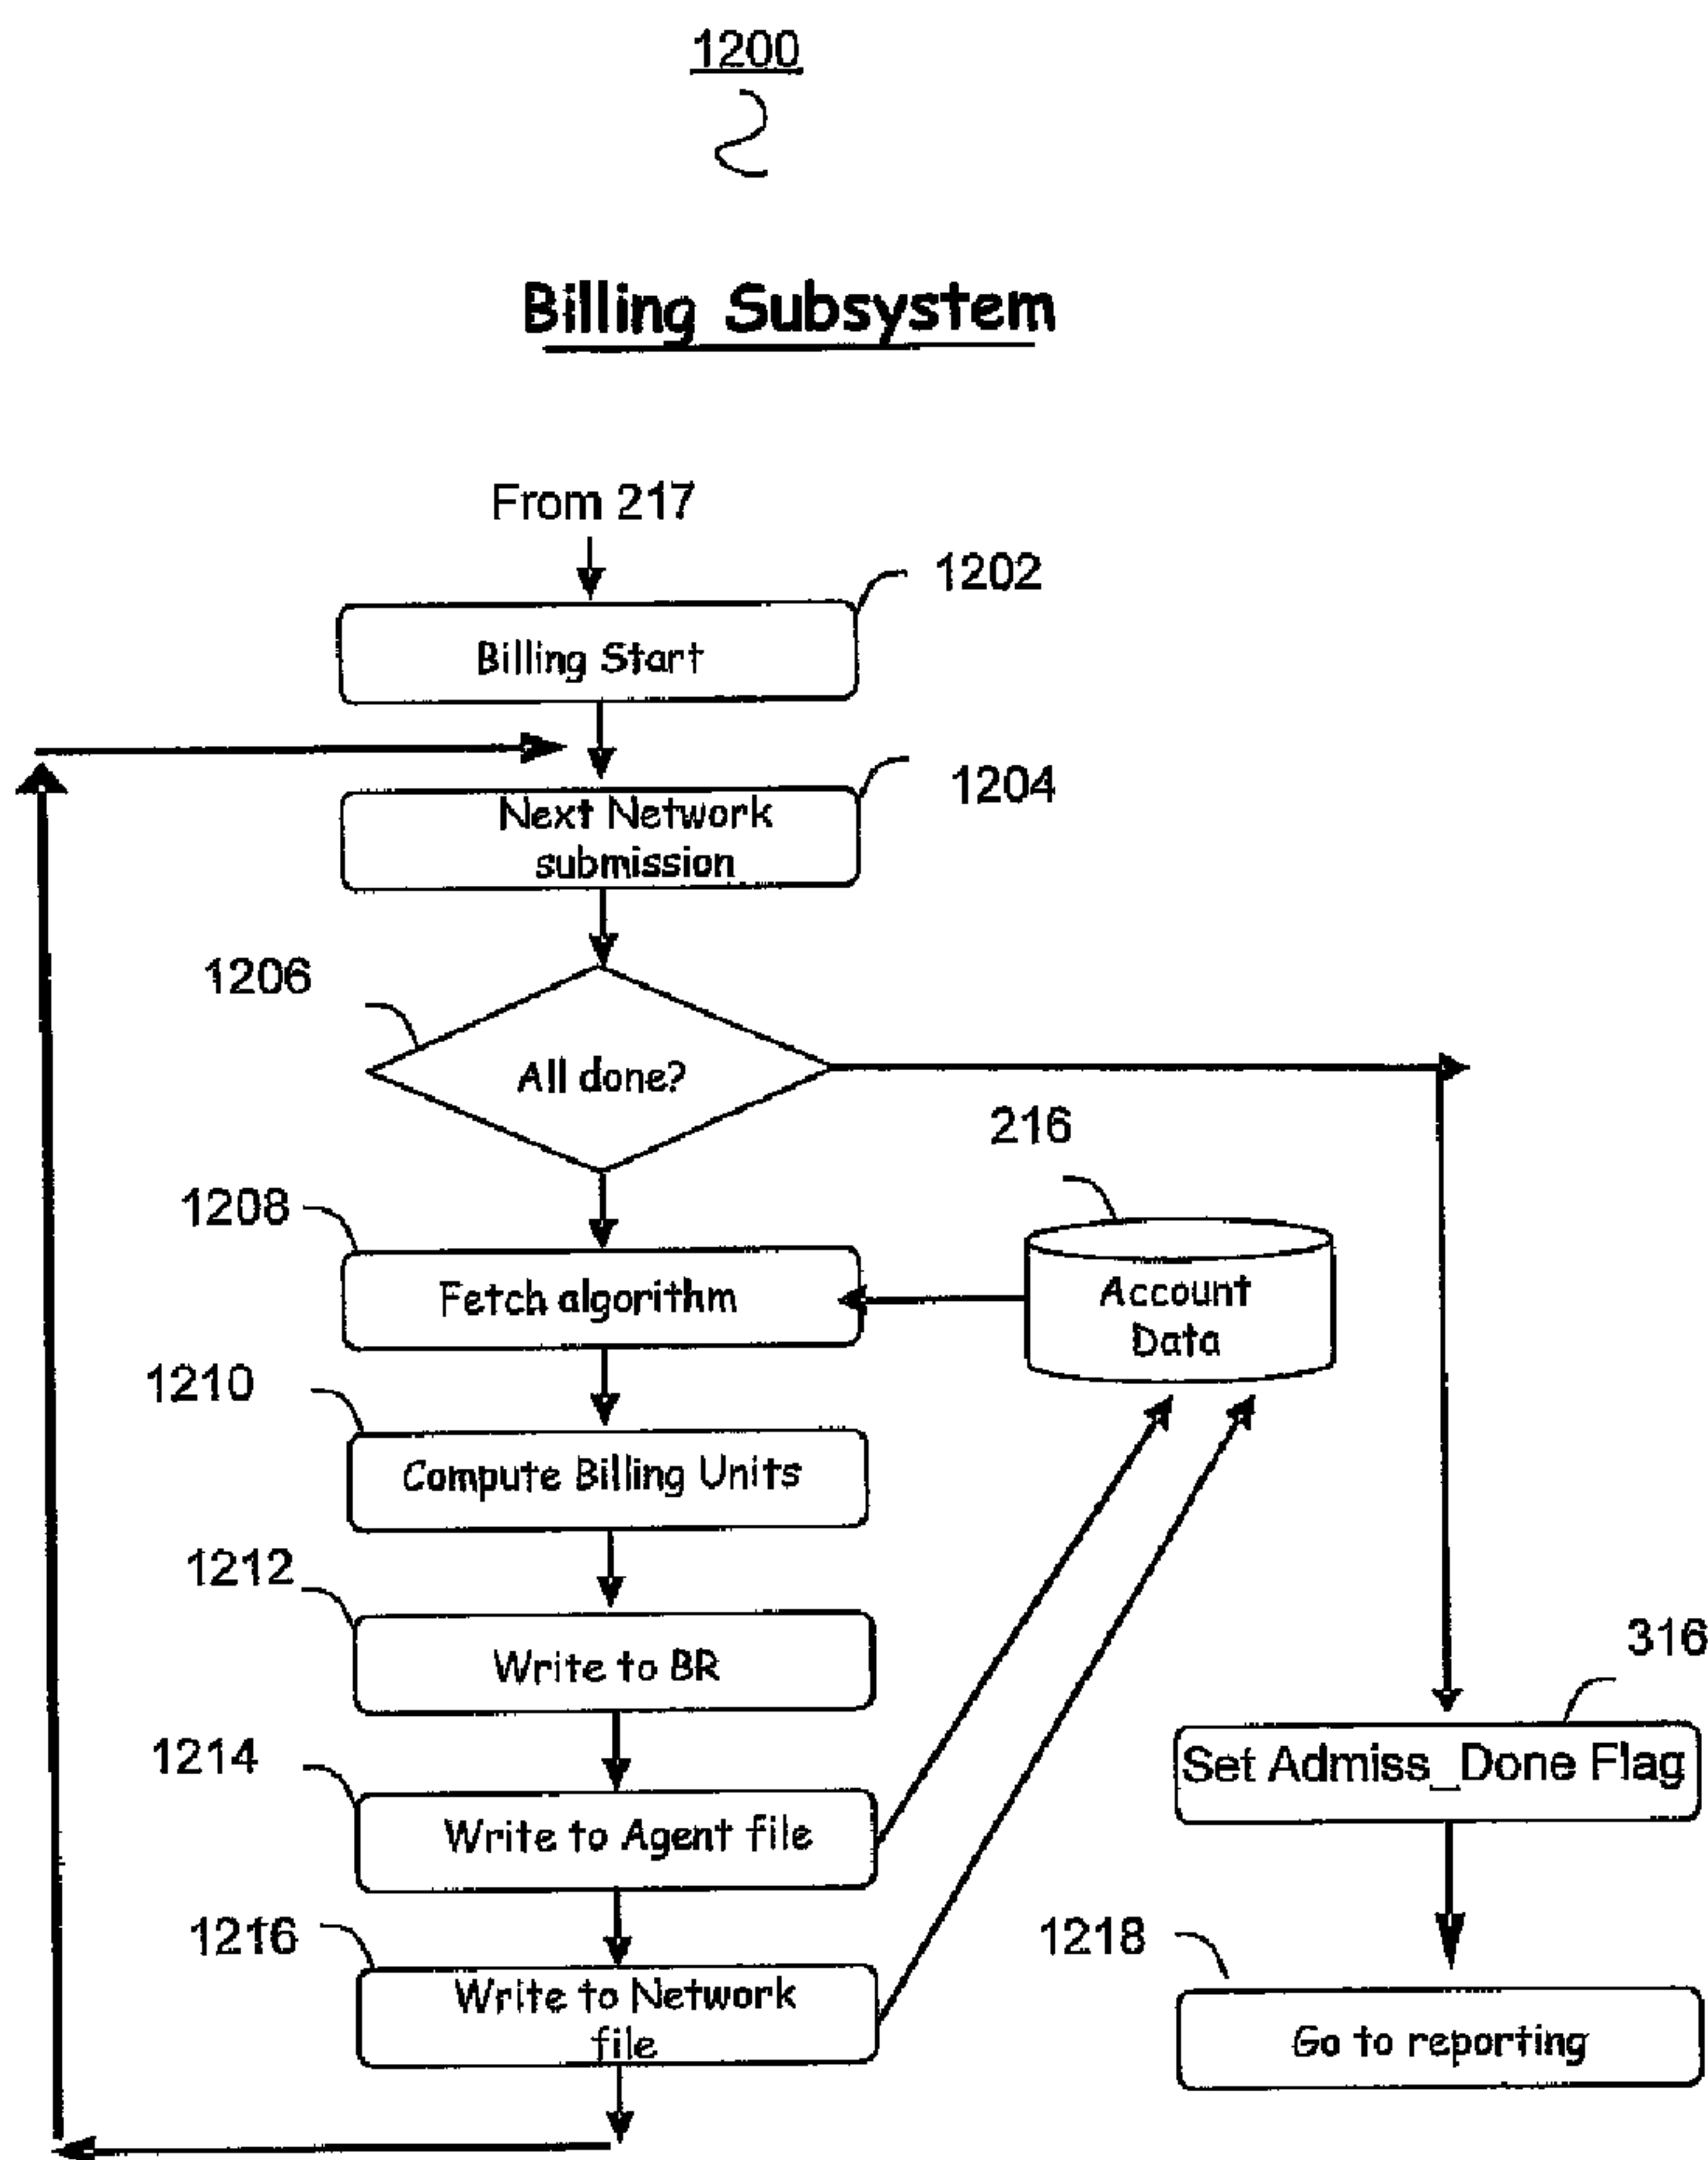 1200
Billing Subsystem
From 217
1202
Billing Start
1204
Next Network
submission
1206
All done?
216
1208
Fetch algorithm
Account
Data
1210
Compute Billing Units
1212
Write to BR
316
Set Admiss_Done Flag
1214
Write to Agent file
1216
Write to Network
file
1218
Go to reporting